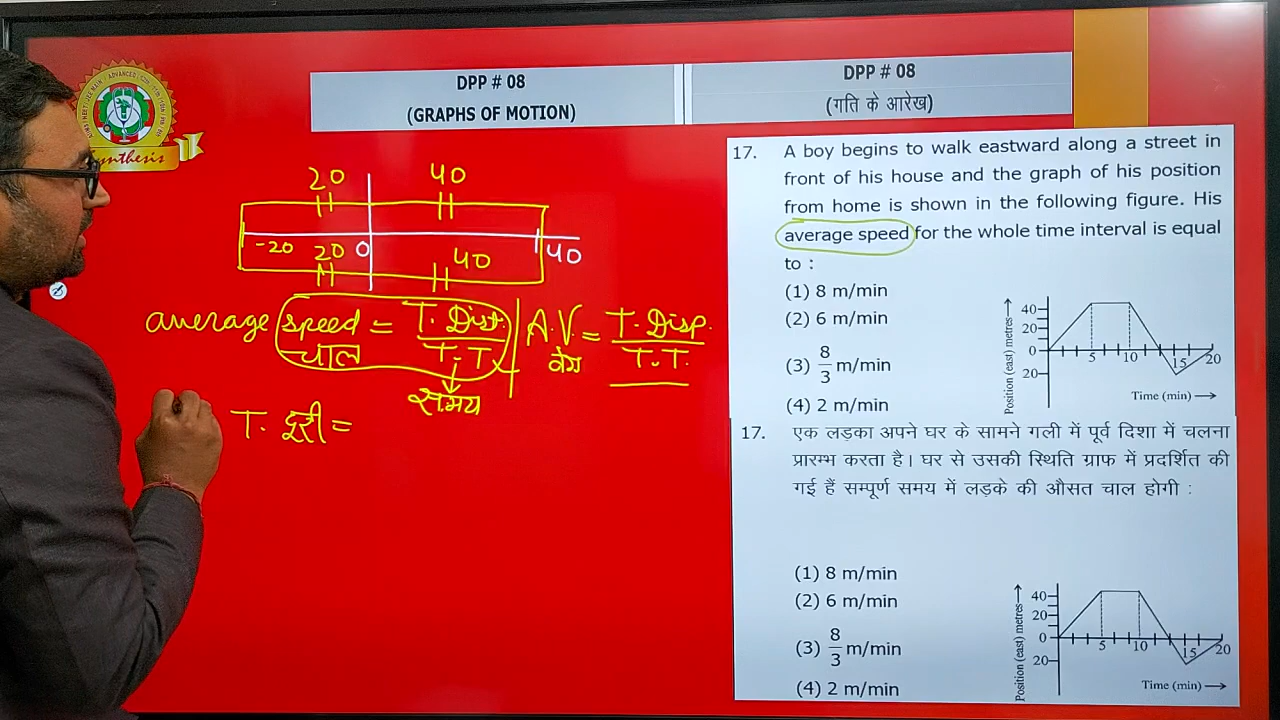 DPP # 08
(GRAPHS OF MOTION)
DPP # 08
(गति के आरेख)
Synthesis
20 40
-20 20 0 40 40
average speed = T. Dist. / T. T.
चाल
समय
A.V. = T. Disp. / T. T.
वेग
T. दूरी =
17. A boy begins to walk eastward along a street in
front of his house and the graph of his position
from home is shown in the following figure. His
average speed for the whole time interval is equal
to :
(1) 8 m/min
(2) 6 m/min
(3) 8/3 m/min
(4) 2 m/min
Position (east) metres
40
20
0
20
5 10 15 20
Time (min)
17. एक लड़का अपने घर के सामने गली में पूर्व दिशा में चलना
प्रारम्भ करता है। घर से उसकी स्थिति ग्राफ में प्रदर्शित की
गई हैं सम्पूर्ण समय में लड़के की औसत चाल होगी :
(1) 8 m/min
(2) 6 m/min
(3) 8/3 m/min
(4) 2 m/min
Position (east) metres
40
20
0
20
5 10 15 20
Time (min)